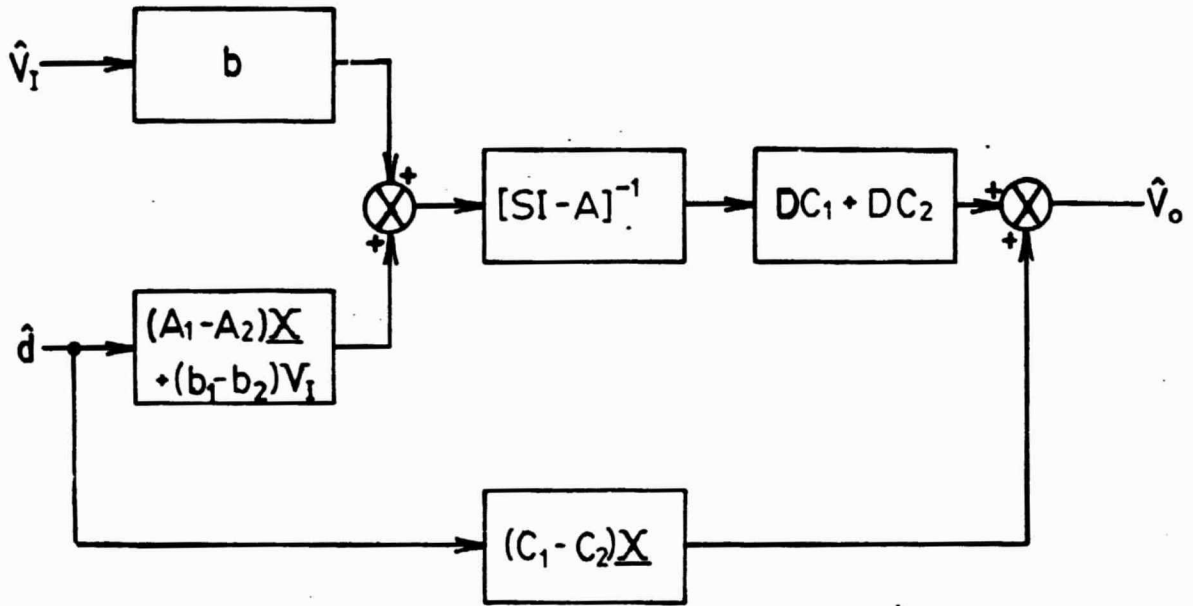 V̂I
b
+
+
[SI-A]⁻¹
DC1 + DC2
+
+
V̂o
d̂
(A1-A2)X
+(b1-b2)VI
(C1-C2)X